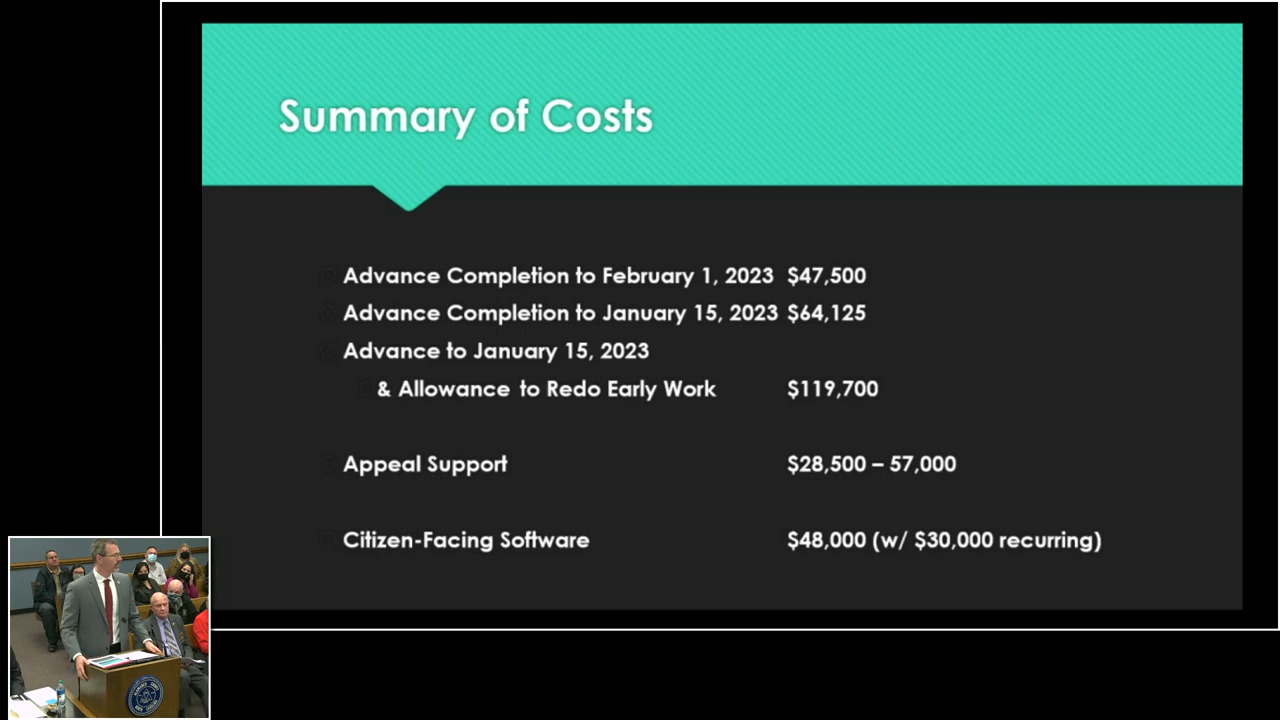 Summary of Costs
Advance Completion to February 1, 2023 $47,500
Advance Completion to January 15, 2023 $64,125
Advance to January 15, 2023
& Allowance to Redo Early Work $119,700
Appeal Support $28,500 – 57,000
Citizen-Facing Software $48,000 (w/ $30,000 recurring)